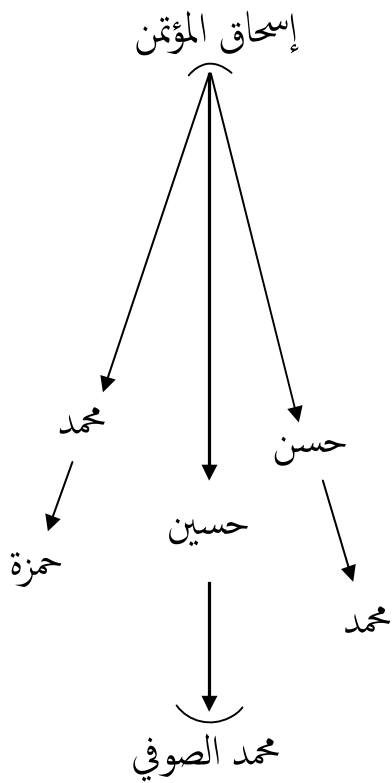 إسحاق المؤتمن
محمد
حسن
حسين
حمزة
محمد
محمد الصوفي